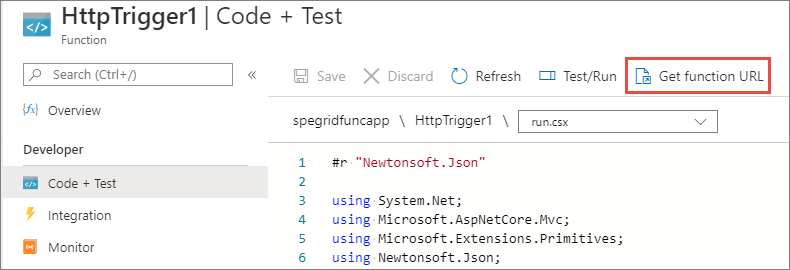 HttpTrigger1 | Code + Test
Function
Search (Ctrl+/)
«
Overview
Developer
Code + Test
Integration
Monitor
Save Discard Refresh Test/Run Get function URL
spegridfuncapp \ HttpTrigger1 \ run.csx
1 #r "Newtonsoft.Json"
2
3 using System.Net;
4 using Microsoft.AspNetCore.Mvc;
5 using Microsoft.Extensions.Primitives;
6 using Newtonsoft.Json;